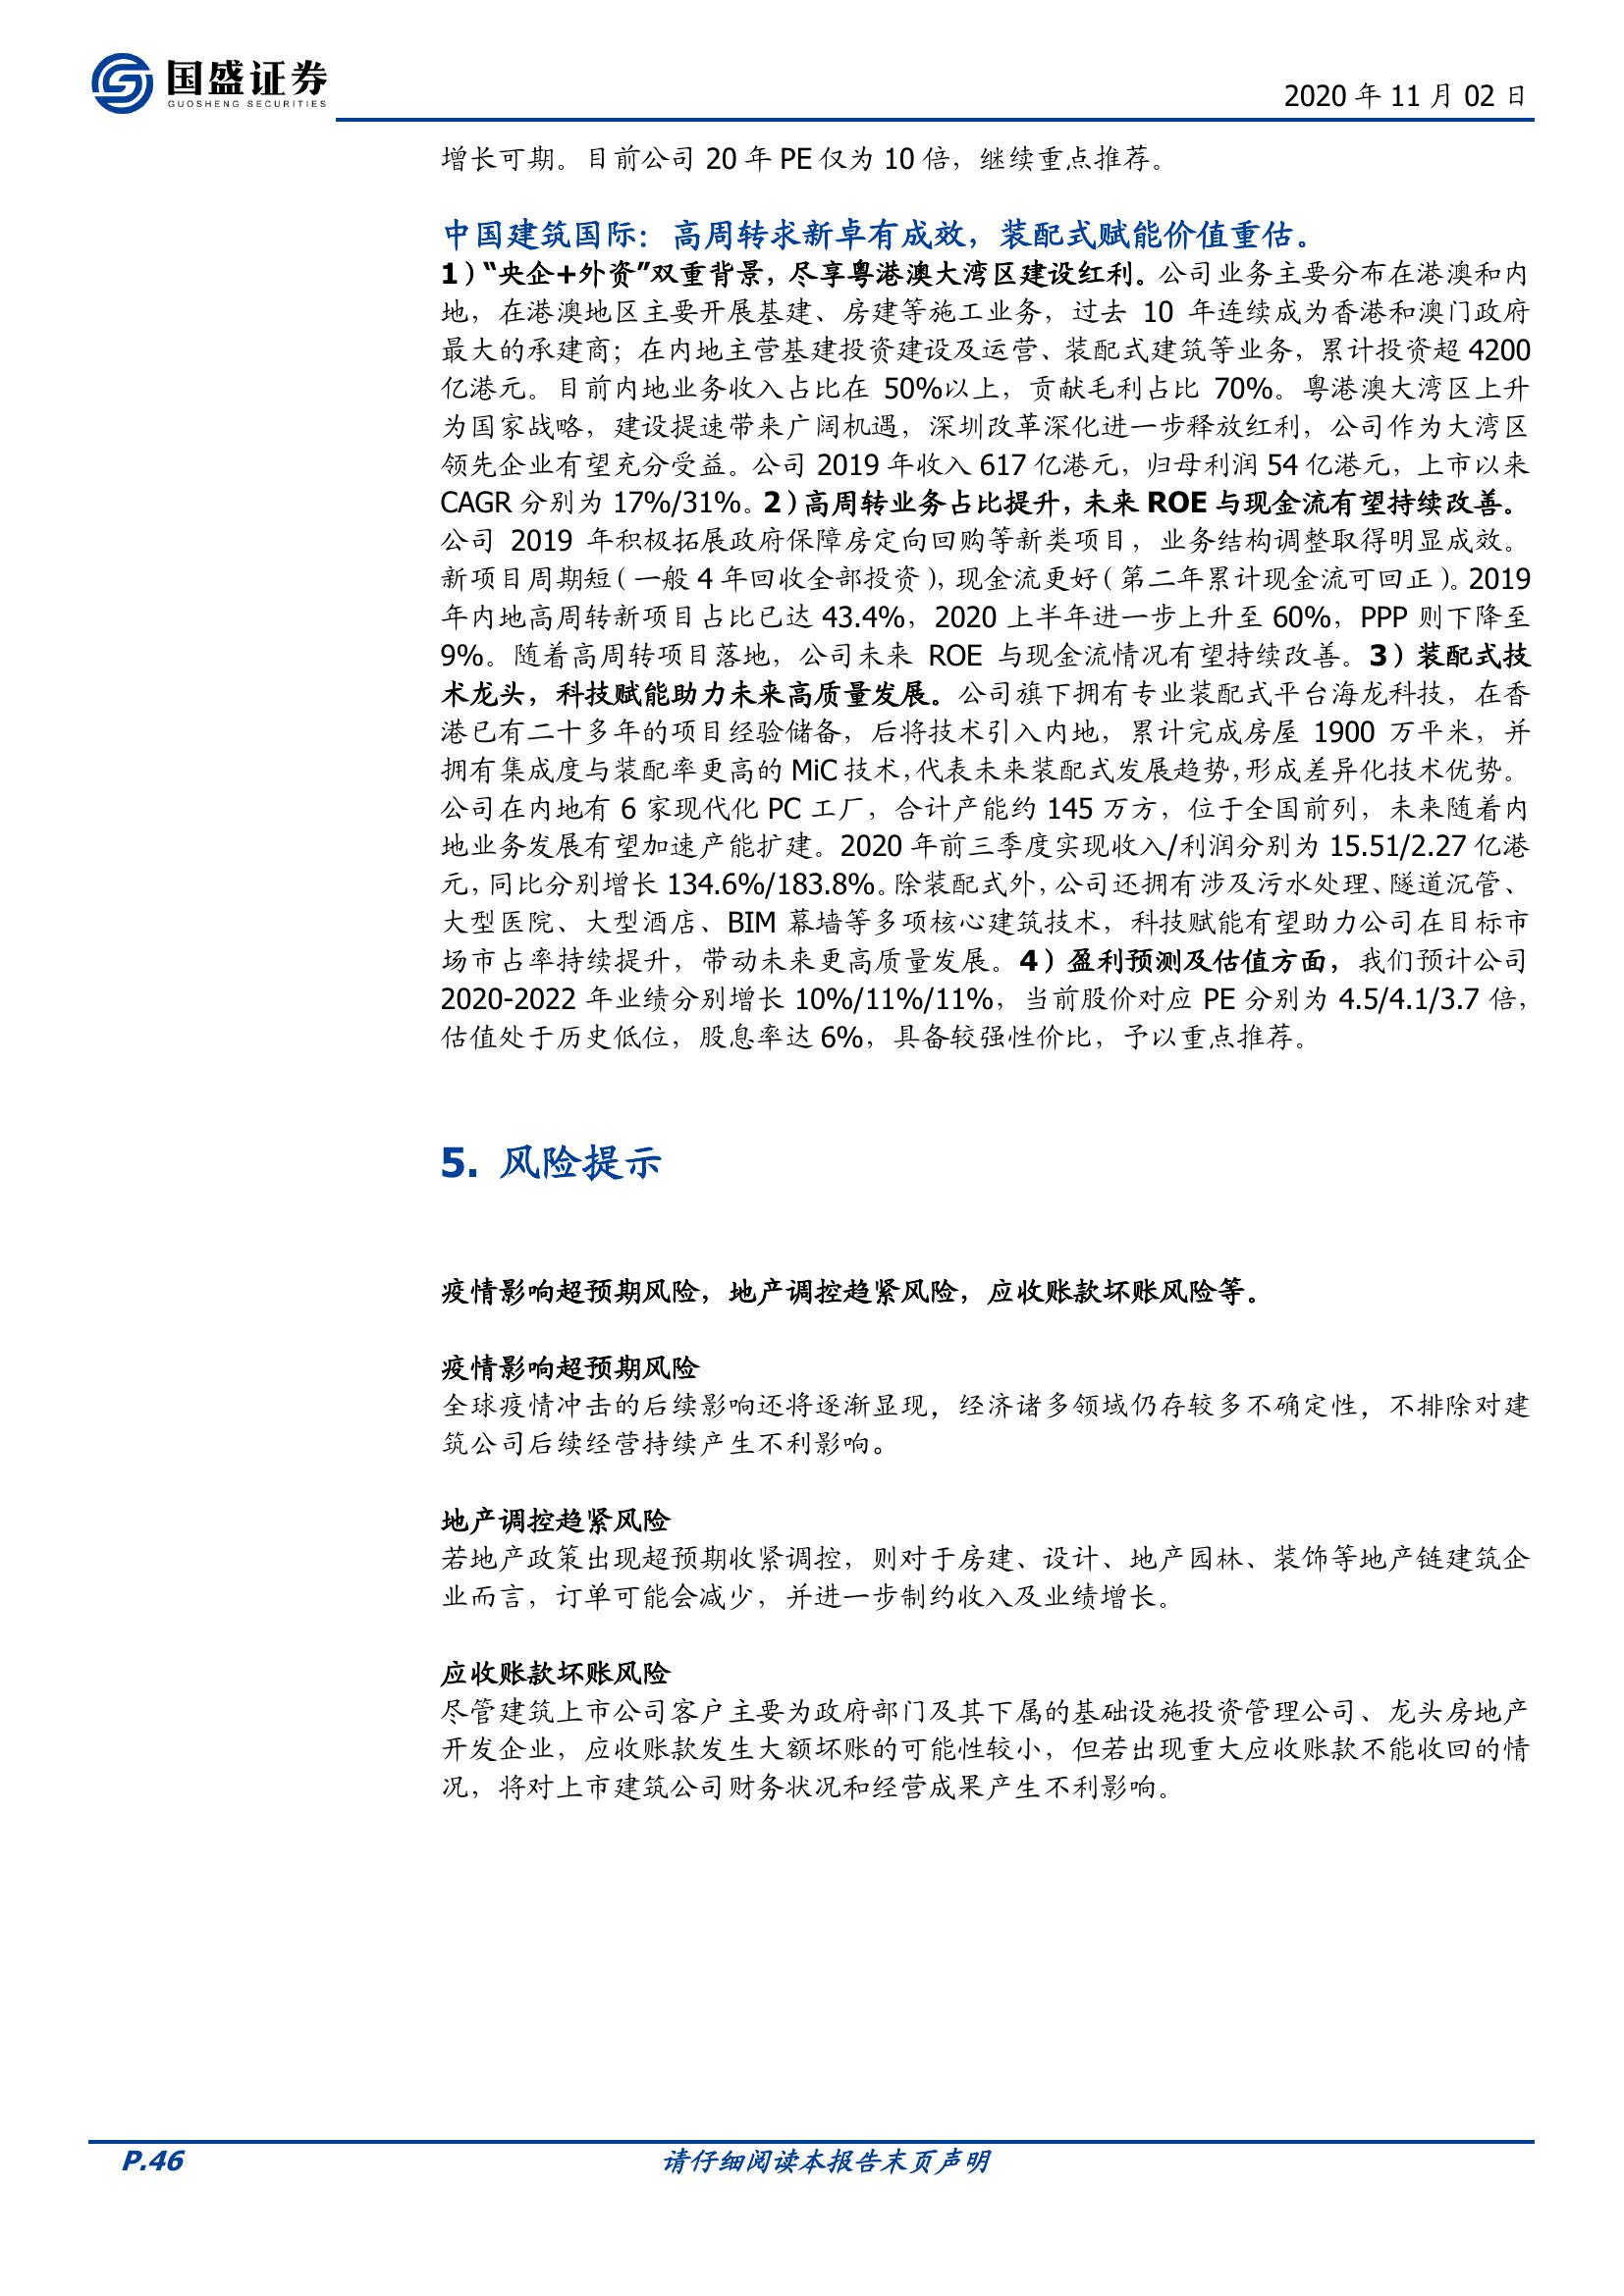 国盛证券
GUOSHENG SECURITIES
2020 年 11 月 02 日
增长可期。目前公司 20 年 PE 仅为 10 倍，继续重点推荐。
中国建筑国际：高周转求新卓有成效，装配式赋能价值重估。
1）“央企+外资”双重背景，尽享粤港澳大湾区建设红利。公司业务主要分布在港澳和内
地，在港澳地区主要开展基建、房建等施工业务，过去 10 年连续成为香港和澳门政府
最大的承建商；在内地主营基建投资建设及运营、装配式建筑等业务，累计投资超 4200
亿港元。目前内地业务收入占比在 50%以上，贡献毛利占比 70%。粤港澳大湾区上升
为国家战略，建设提速带来广阔机遇，深圳改革深化进一步释放红利，公司作为大湾区
领先企业有望充分受益。公司 2019 年收入 617 亿港元，归母利润 54 亿港元，上市以来
CAGR 分别为 17%/31%。2）高周转业务占比提升，未来 ROE 与现金流有望持续改善。
公司 2019 年积极拓展政府保障房定向回购等新类项目，业务结构调整取得明显成效。
新项目周期短（一般 4 年回收全部投资），现金流更好（第二年累计现金流可回正）。2019
年内地高周转新项目占比已达 43.4%，2020 上半年进一步上升至 60%，PPP 则下降至
9%。随着高周转项目落地，公司未来 ROE 与现金流情况有望持续改善。3）装配式技
术龙头，科技赋能助力未来高质量发展。公司旗下拥有专业装配式平台海龙科技，在香
港已有二十多年的项目经验储备，后将技术引入内地，累计完成房屋 1900 万平米，并
拥有集成度与装配率更高的 MiC 技术，代表未来装配式发展趋势，形成差异化技术优势。
公司在内地有 6 家现代化 PC 工厂，合计产能约 145 万方，位于全国前列，未来随着内
地业务发展有望加速产能扩建。2020 年前三季度实现收入/利润分别为 15.51/2.27 亿港
元，同比分别增长 134.6%/183.8%。除装配式外，公司还拥有涉及污水处理、隧道沉管、
大型医院、大型酒店、BIM 幕墙等多项核心建筑技术，科技赋能有望助力公司在目标市
场市占率持续提升，带动未来更高质量发展。4）盈利预测及估值方面，我们预计公司
2020-2022 年业绩分别增长 10%/11%/11%，当前股价对应 PE 分别为 4.5/4.1/3.7 倍，
估值处于历史低位，股息率达 6%，具备较强性价比，予以重点推荐。
5. 风险提示
疫情影响超预期风险，地产调控趋紧风险，应收账款坏账风险等。
疫情影响超预期风险
全球疫情冲击的后续影响还将逐渐显现，经济诸多领域仍存较多不确定性，不排除对建
筑公司后续经营持续产生不利影响。
地产调控趋紧风险
若地产政策出现超预期收紧调控，则对于房建、设计、地产园林、装饰等地产链建筑企
业而言，订单可能会减少，并进一步制约收入及业绩增长。
应收账款坏账风险
尽管建筑上市公司客户主要为政府部门及其下属的基础设施投资管理公司、龙头房地产
开发企业，应收账款发生大额坏账的可能性较小，但若出现重大应收账款不能收回的情
况，将对上市建筑公司财务状况和经营成果产生不利影响。
P.46
请仔细阅读本报告末页声明